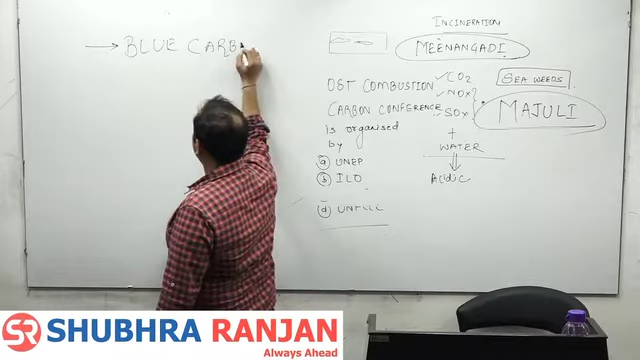 → BLUE CARB
INCINERATION
MEENANGADI
OST COMBUSTION
CO2
NOx
SOx
SEA WEEDS
MAJULI
CARBON CONFERENCE
is organised
by
(a) UNEP
(b) ILO
(d) UNFCCC
+
WATER
Acidic
SR SHUBHRA RANJAN
Always Ahead